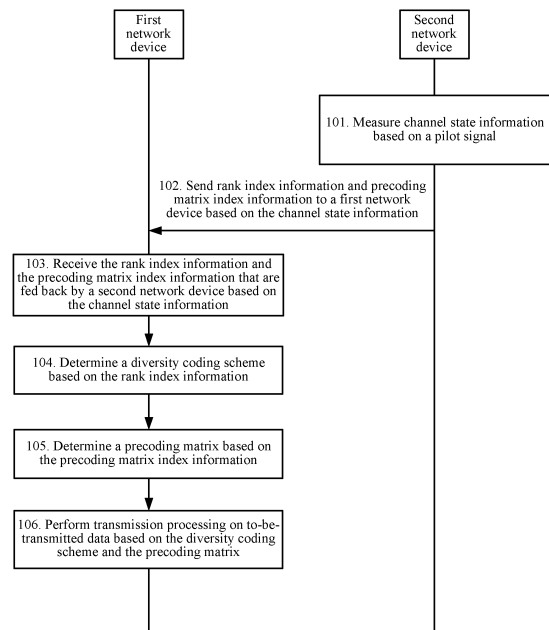 First
network
device
Second
network
device
101. Measure channel state information
based on a pilot signal
102. Send rank index information and precoding
matrix index information to a first network
device based on the channel state information
103. Receive the rank index information and
the precoding matrix index information that are
fed back by a second network device based on
the channel state information
104. Determine a diversity coding scheme
based on the rank index information
105. Determine a precoding matrix based on
the precoding matrix index information
106. Perform transmission processing on to-be-
transmitted data based on the diversity coding
scheme and the precoding matrix